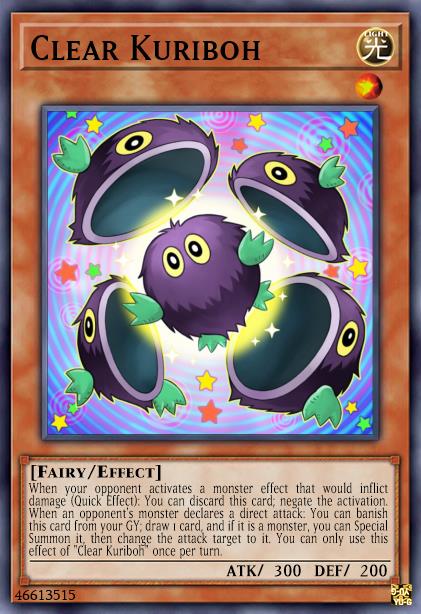 CLEAR KURIBOH
LIGHT
光
[FAIRY/EFFECT]
When your opponent activates a monster effect that would inflict
damage (Quick Effect): You can discard this card; negate the activation.
When an opponent's monster declares a direct attack: You can banish
this card from your GY; draw 1 card, and if it is a monster, you can Special
Summon it, then change the attack target to it. You can only use this
effect of "Clear Kuriboh" once per turn.
ATK/ 300 DEF/ 200
46613515